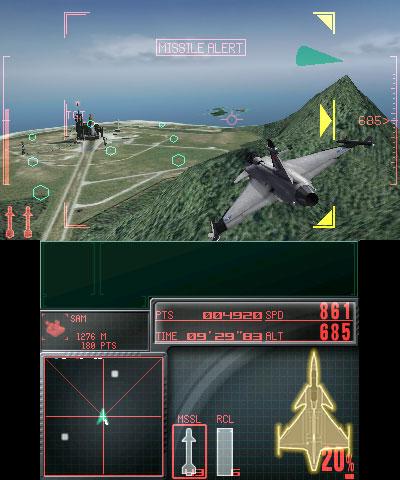 MISSILE ALERT
TGT
685>
SAM
1276 M
180 PTS
PTS 004920 SPD 861
TIME 09'29"83 ALT 685
MSSL RCL
20%